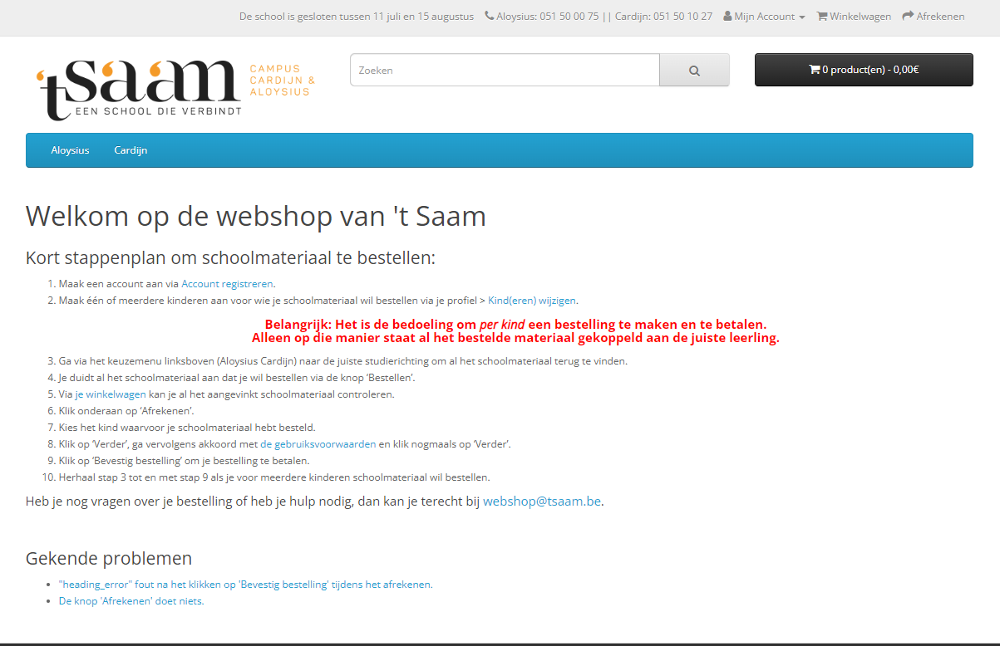 De school is gesloten tussen 11 juli en 15 augustus Aloysius: 051 50 00 75 || Cardijn: 051 50 10 27 Mijn Account Winkelwagen Afrekenen
'tsaam
EEN SCHOOL DIE VERBINDT
CAMPUS
CARDIJN &
ALOYSIUS
Zoeken
0 product(en) - 0,00€
Aloysius Cardijn
Welkom op de webshop van 't Saam
Kort stappenplan om schoolmateriaal te bestellen:
1. Maak een account aan via Account registreren.
2. Maak één of meerdere kinderen aan voor wie je schoolmateriaal wil bestellen via je profiel > Kind(eren) wijzigen.
Belangrijk: Het is de bedoeling om per kind een bestelling te maken en te betalen.
Alleen op die manier staat al het bestelde materiaal gekoppeld aan de juiste leerling.
3. Ga via het keuzemenu linksboven (Aloysius Cardijn) naar de juiste studierichting om al het schoolmateriaal terug te vinden.
4. Je duidt al het schoolmateriaal aan dat je wil bestellen via de knop ‘Bestellen’.
5. Via je winkelwagen kan je al het aangevinkt schoolmateriaal controleren.
6. Klik onderaan op ‘Afrekenen’.
7. Kies het kind waarvoor je schoolmateriaal hebt besteld.
8. Klik op ‘Verder’, ga vervolgens akkoord met de gebruiksvoorwaarden en klik nogmaals op ‘Verder’.
9. Klik op ‘Bevestig bestelling’ om je bestelling te betalen.
10. Herhaal stap 3 tot en met stap 9 als je voor meerdere kinderen schoolmateriaal wil bestellen.
Heb je nog vragen over je bestelling of heb je hulp nodig, dan kan je terecht bij webshop@tsaam.be.
Gekende problemen
• "heading_error" fout na het klikken op 'Bevestig bestelling' tijdens het afrekenen.
• De knop 'Afrekenen' doet niets.